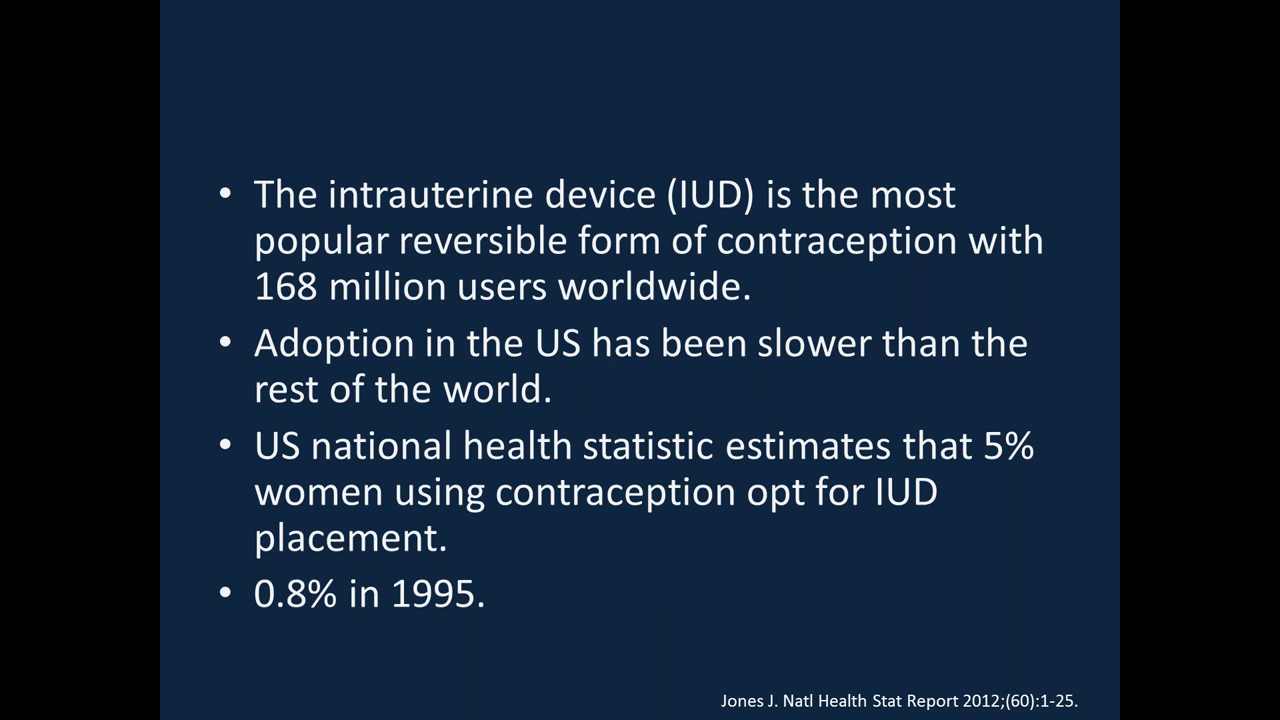 • The intrauterine device (IUD) is the most
popular reversible form of contraception with
168 million users worldwide.
• Adoption in the US has been slower than the
rest of the world.
• US national health statistic estimates that 5%
women using contraception opt for IUD
placement.
• 0.8% in 1995.
Jones J. Natl Health Stat Report 2012;(60):1-25.